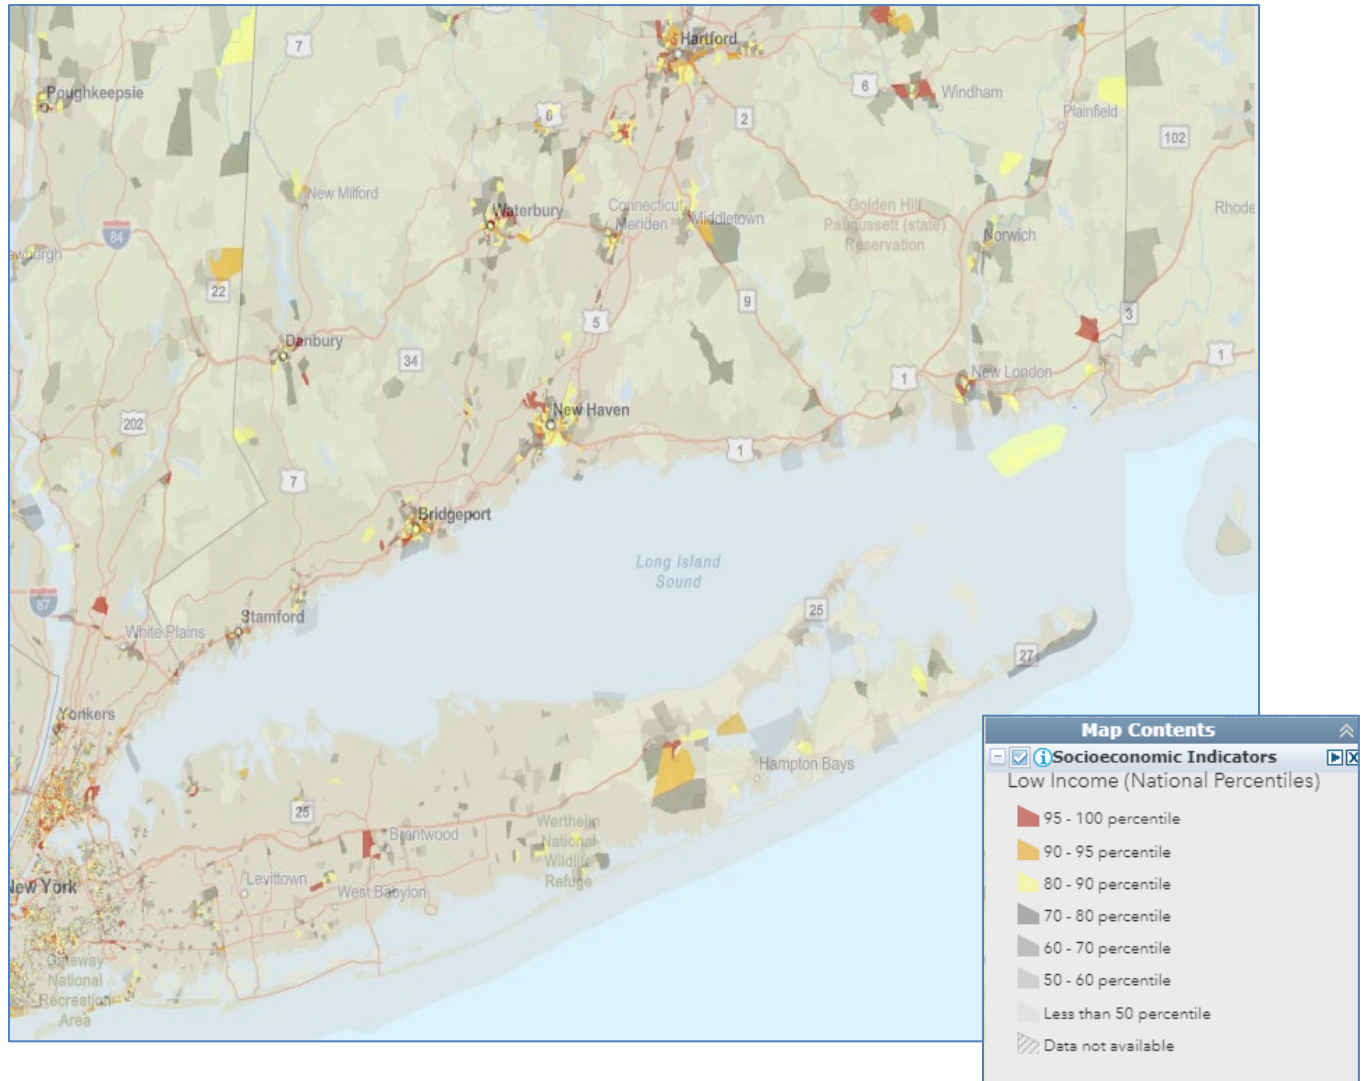 Hartford
7
Poughkeepsie
6
Windham
6
2
Plainfield
102
New Milford
Waterbury
Connecticut
Meriden
Middletown
Golden Hill
Paugussett (state)
Reservation
Rhode
84
Norwich
ewburgh
22
9
3
5
Danbury
34
1
New London
1
202
New Haven
1
7
Bridgeport
Long Island
Sound
87
Stamford
25
White Plains
27
Yonkers
Hampton Bays
25
Brentwood
Wertheim
National
Wildlife
Refuge
New York
Levittown
West Babylon
Gateway
National
Recreation
Area
Map Contents
Socioeconomic Indicators
Low Income (National Percentiles)
95 - 100 percentile
90 - 95 percentile
80 - 90 percentile
70 - 80 percentile
60 - 70 percentile
50 - 60 percentile
Less than 50 percentile
Data not available